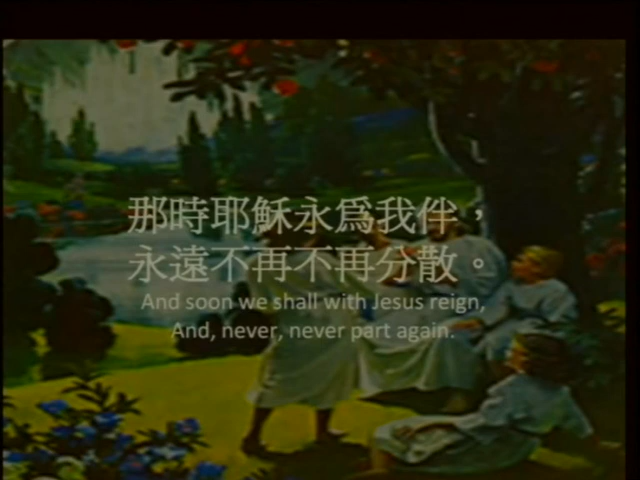 那時耶穌永爲我伴，
永遠不再不再分散。
And soon we shall with Jesus reign,
And, never, never part again.